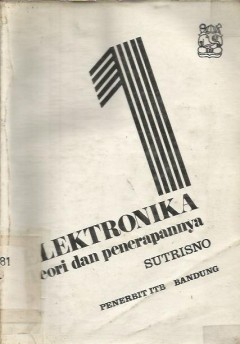 1
LEKTRONIKA
eori dan penerapannya
SUTRISNO
PENERBIT ITB BANDUNG
81